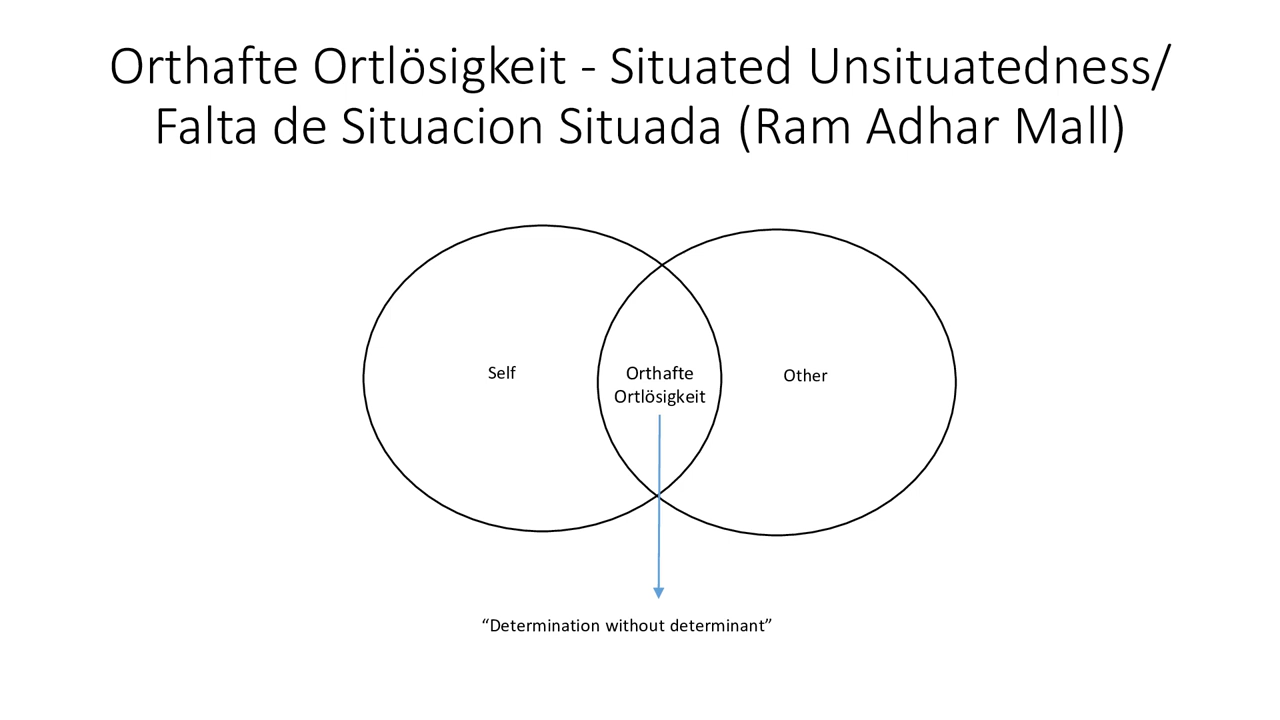 Orthafte Ortlösigkeit - Situated Unsituatedness/
Falta de Situacion Situada (Ram Adhar Mall)
Self
Orthafte
Ortlösigkeit
Other
“Determination without determinant”